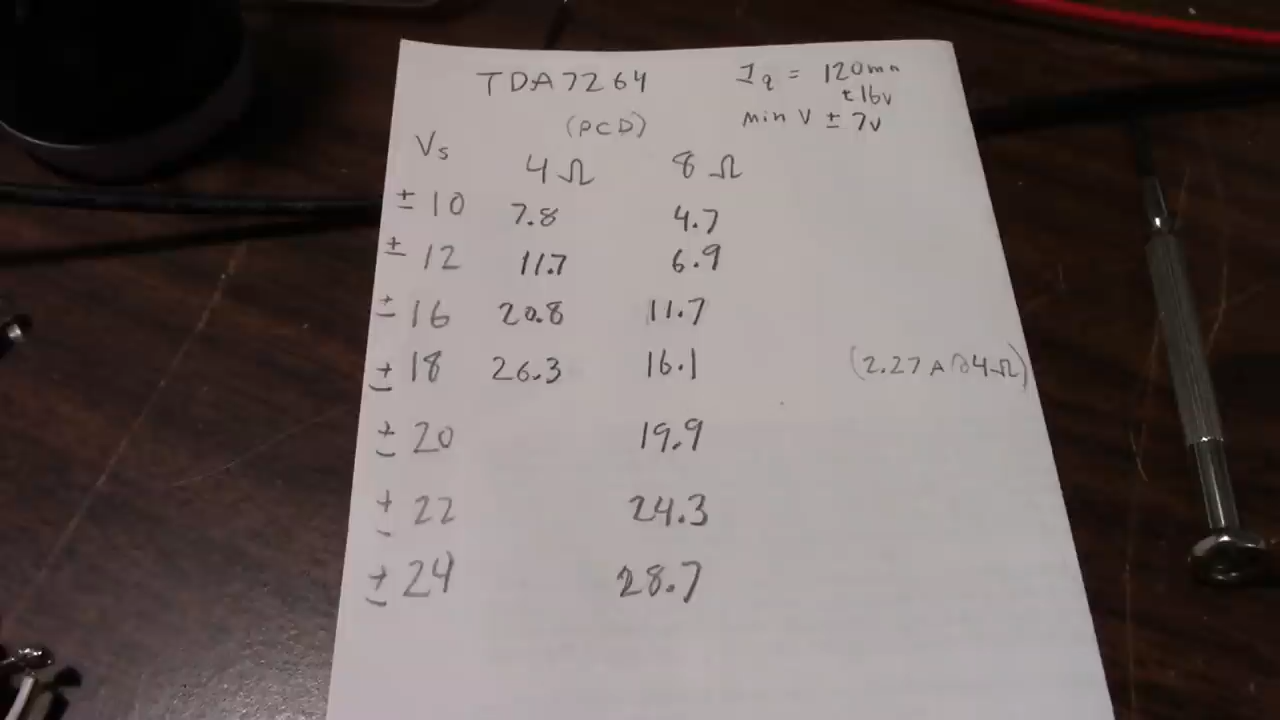 TDA7264 Iq = 120mA
±16v
(PCD) min V ± 7v
Vs 4 Ω 8 Ω
± 10 7.8 4.7
± 12 11.7 6.9
± 16 20.8 11.7
± 18 26.3 16.1 (2.27 A @ 4Ω)
± 20 19.9
± 22 24.3
± 24 28.7